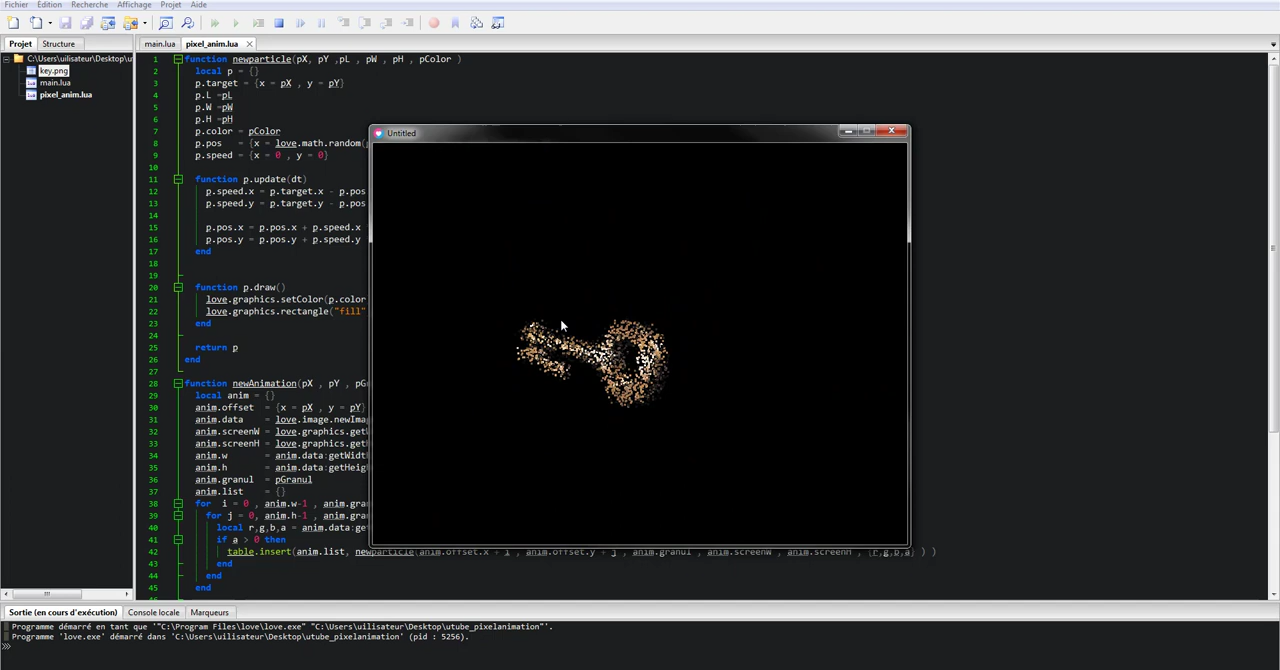 Fichier Édition Recherche Affichage Projet Aide
Projet Structure
main.lua pixel_anim.lua
C:\Users\uilisateur\Desktop\u
key.png
main.lua
pixel_anim.lua
1 function newparticle(pX, pY ,pL , pW , pH , pColor )
2 local p = {}
3 p.target = {x = pX , y = pY}
4 p.L =pL
5 p.W =pW
6 p.H =pH
7 p.color = pColor
8 p.pos = {x = love.math.random(
9 p.speed = {x = 0 , y = 0}
10
11 function p.update(dt)
12 p.speed.x = p.target.x - p.pos
13 p.speed.y = p.target.y - p.pos
14
15 p.pos.x = p.pos.x + p.speed.x
16 p.pos.y = p.pos.y + p.speed.y
17 end
18
19
20 function p.draw()
21 love.graphics.setColor(p.color
22 love.graphics.rectangle("fill"
23 end
24
25 return p
26 end
27
28 function newAnimation(pX , pY , pG
29 local anim = {}
30 anim.offset = {x = pX , y = pY}
31 anim.data = love.image.newIma
32 anim.screenW = love.graphics.get
33 anim.screenH = love.graphics.get
34 anim.w = anim.data:getWidt
35 anim.h = anim.data:getHeig
36 anim.granul = pGranul
37 anim.list = {}
38 for i = 0 , anim.w-1 , anim.gra
39 for j = 0, anim.h-1 , anim.gra
40 local r,g,b,a = anim.data:ge
41 if a > 0 then
42 table.insert(anim.list, newparticle(anim.offset.x + i , anim.offset.y + j , anim.granul , anim.screenW , anim.screenH , {r,g,b,a} ) )
43 end
44 end
45 end
Untitled
Sortie (en cours d'exécution) Console locale Marqueurs
Programme démarré en tant que '"C:\Program Files\love\love.exe" "C:\Users\uilisateur\Desktop\utube_pixelanimation"'.
Programme 'love.exe' démarré dans 'C:\Users\uilisateur\Desktop\utube_pixelanimation' (pid : 5256).